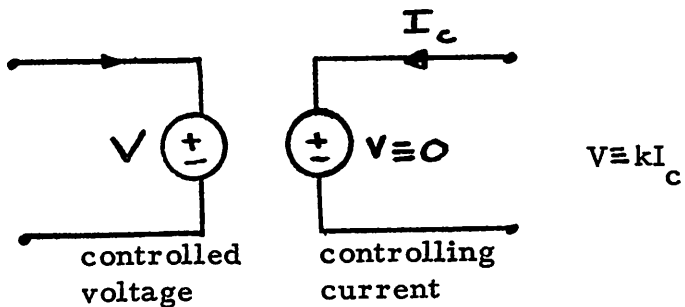 I_c
V + − + − v≡0 V≡kI_c
controlled controlling
voltage current